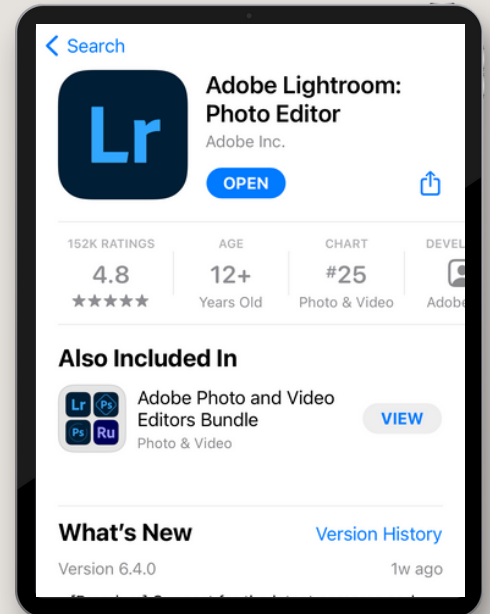 Search
Lr
Adobe Lightroom:
Photo Editor
Adobe Inc.
OPEN
152K RATINGS
AGE
CHART
DEVEL
4.8
12+
#25
★★★★★
Years Old
Photo & Video
Adobe
Also Included In
Lr Ps
Ps Ru
Adobe Photo and Video
Editors Bundle
Photo & Video
VIEW
What's New
Version History
Version 6.4.0
1w ago